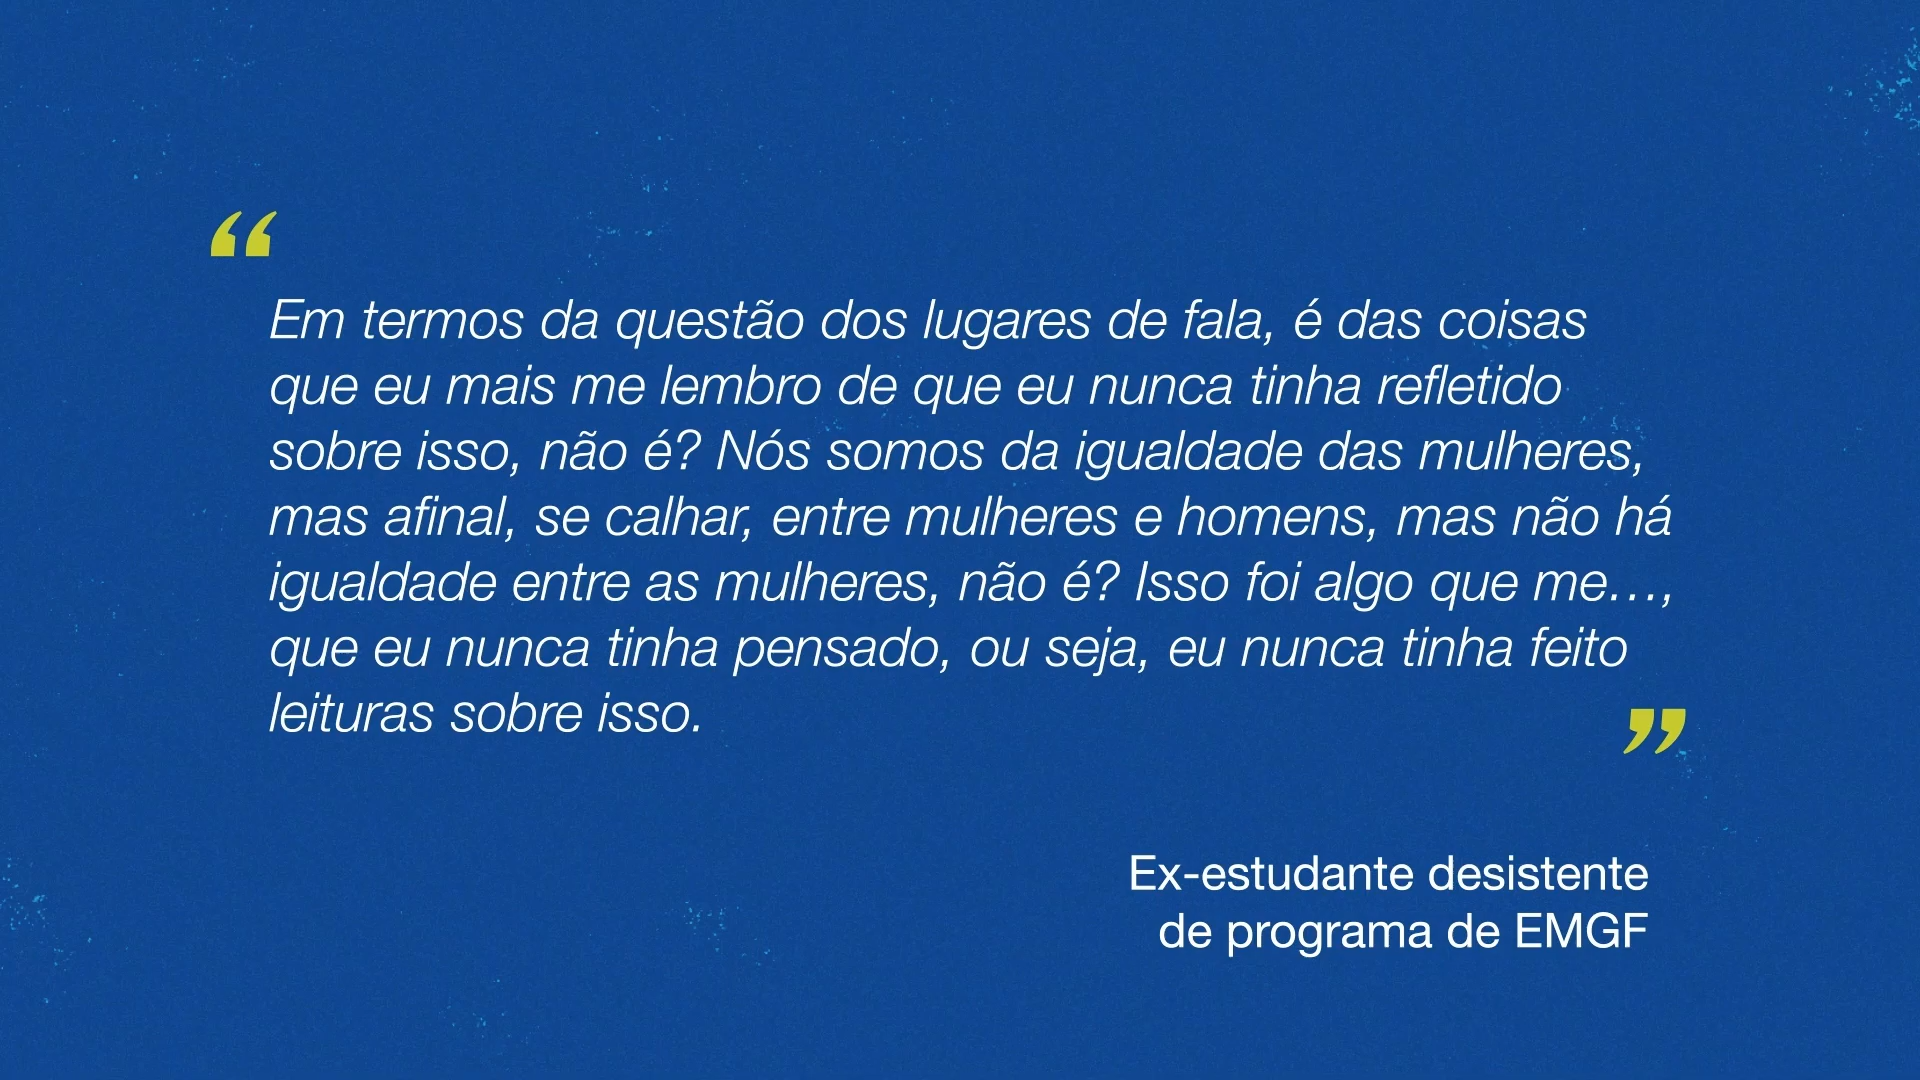 “
Em termos da questão dos lugares de fala, é das coisas
que eu mais me lembro de que eu nunca tinha refletido
sobre isso, não é? Nós somos da igualdade das mulheres,
mas afinal, se calhar, entre mulheres e homens, mas não há
igualdade entre as mulheres, não é? Isso foi algo que me…,
que eu nunca tinha pensado, ou seja, eu nunca tinha feito
leituras sobre isso.
”
Ex-estudante desistente
de programa de EMGF